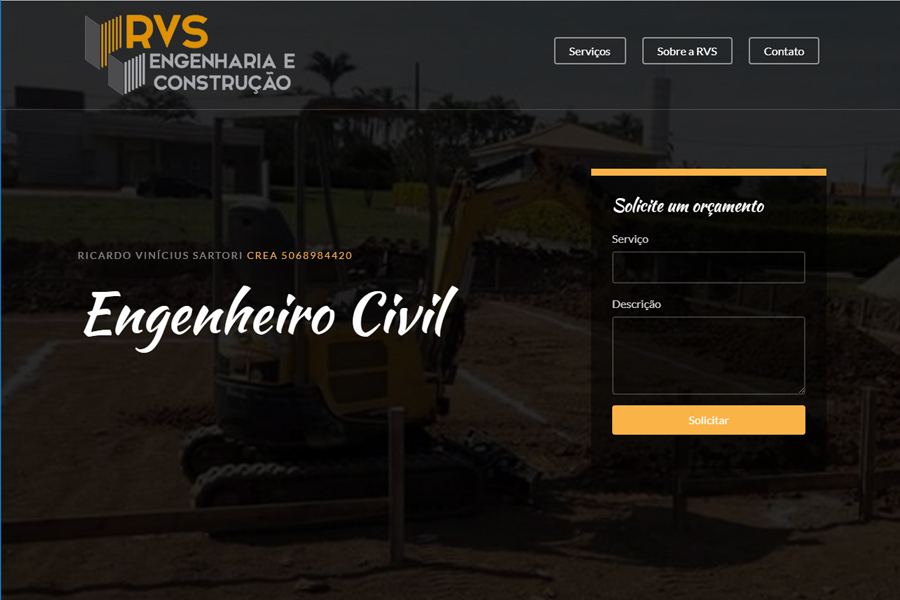 RVS
ENGENHARIA E
CONSTRUÇÃO
Serviços
Sobre a RVS
Contato
Solicite um orçamento
Serviço
RICARDO VINÍCIUS SARTORI CREA 5068984420
Engenheiro Civil
Descrição
Solicitar